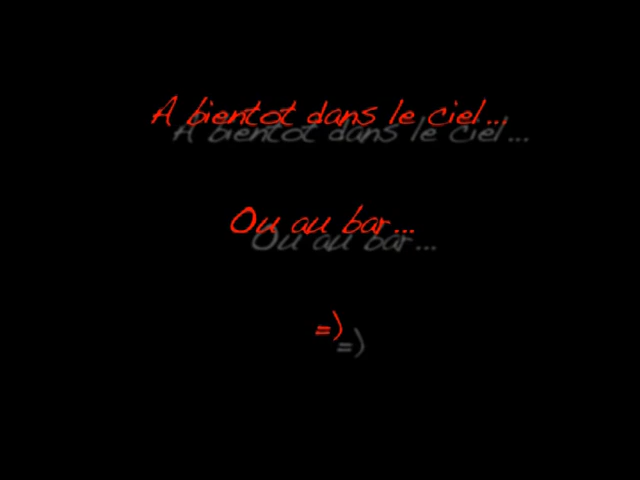 A bientot dans le ciel...
Ou au bar...
=)